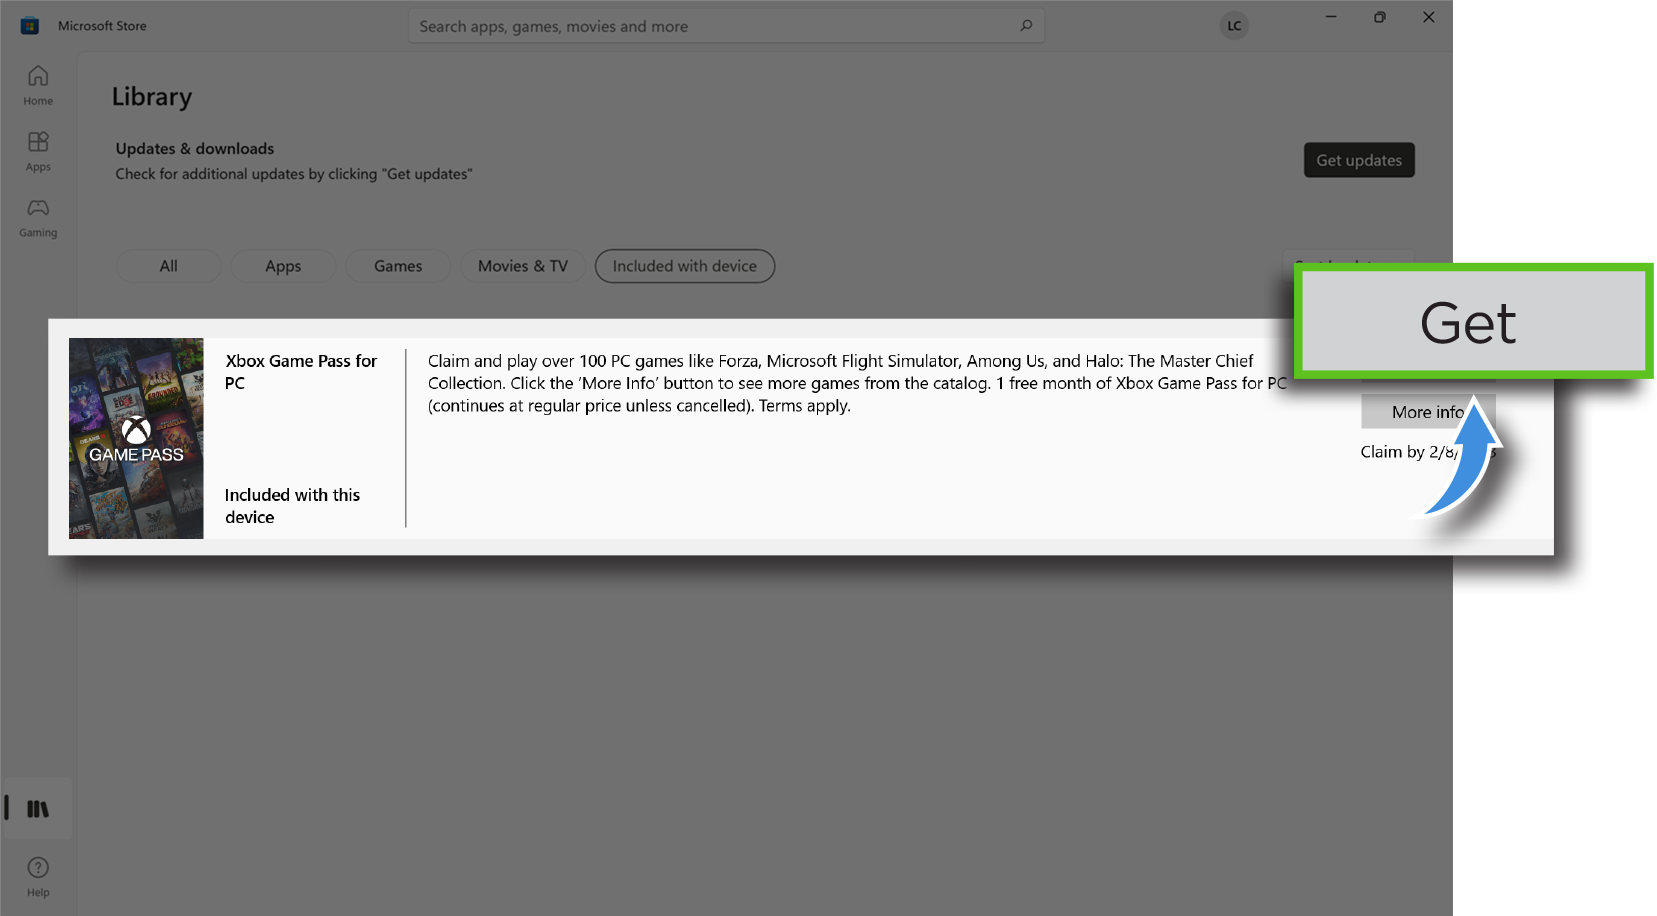 Microsoft Store
Search apps, games, movies and more
LC
Home
Apps
Gaming
Library
Updates & downloads
Check for additional updates by clicking "Get updates"
Get updates
All
Apps
Games
Movies & TV
Included with device
Get
Xbox Game Pass for
PC
Claim and play over 100 PC games like Forza, Microsoft Flight Simulator, Among Us, and Halo: The Master Chief
Collection. Click the ‘More Info’ button to see more games from the catalog. 1 free month of Xbox Game Pass for PC
(continues at regular price unless cancelled). Terms apply.
GAME PASS
Included with this
device
More info
Claim by 2/8/
Help